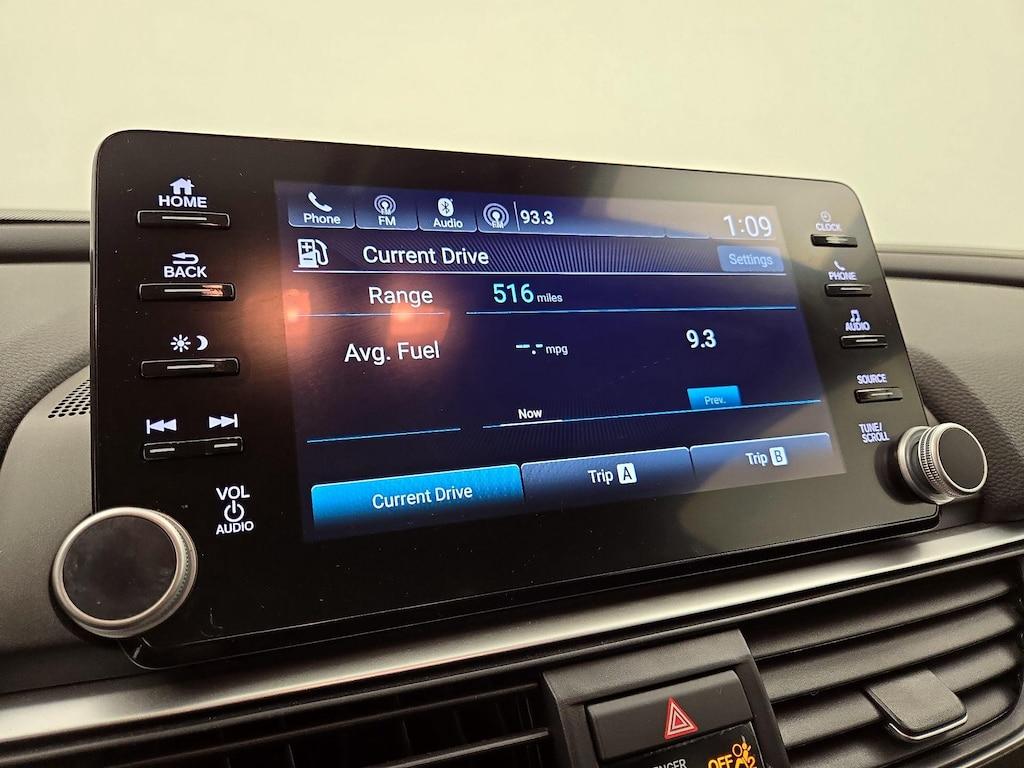 HOME
BACK
VOL
AUDIO
Phone
FM
Audio
FM
93.3
1:09
Current Drive
Settings
Range
516 miles
Avg. Fuel
--.- mpg
9.3
Now
Prev.
Current Drive
Trip A
Trip B
CLOCK
PHONE
AUDIO
SOURCE
TUNE/
SCROLL
OFF